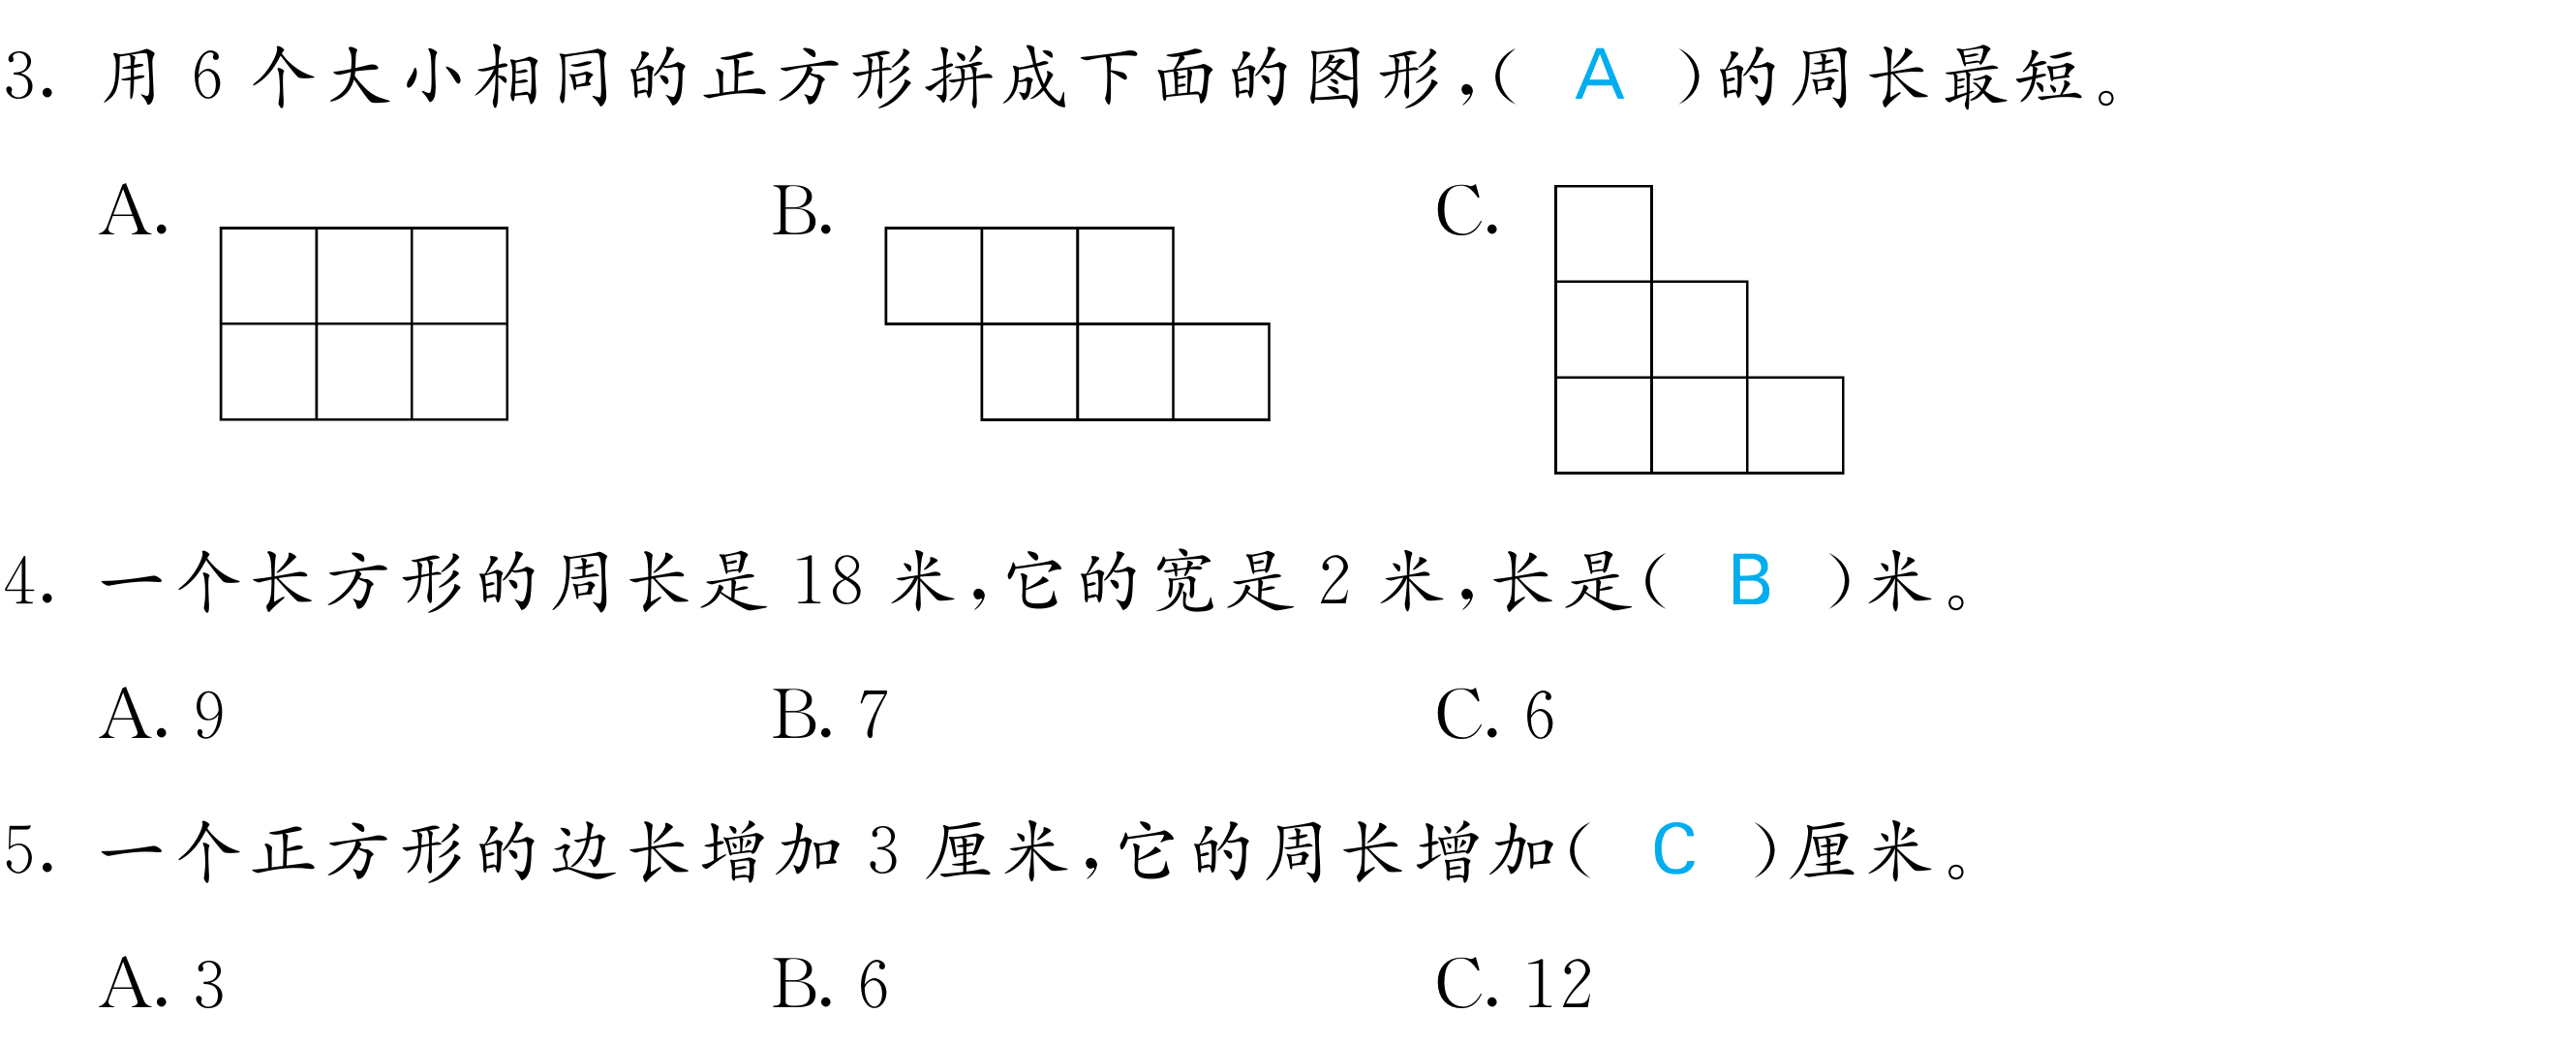 3. 用 6 个大小相同的正方形拼成下面的图形,( A )的周长最短。
A. B. C.
4. 一个长方形的周长是 18 米,它的宽是 2 米,长是( B )米。
A. 9 B. 7 C. 6
5. 一个正方形的边长增加 3 厘米,它的周长增加( C )厘米。
A. 3 B. 6 C. 12